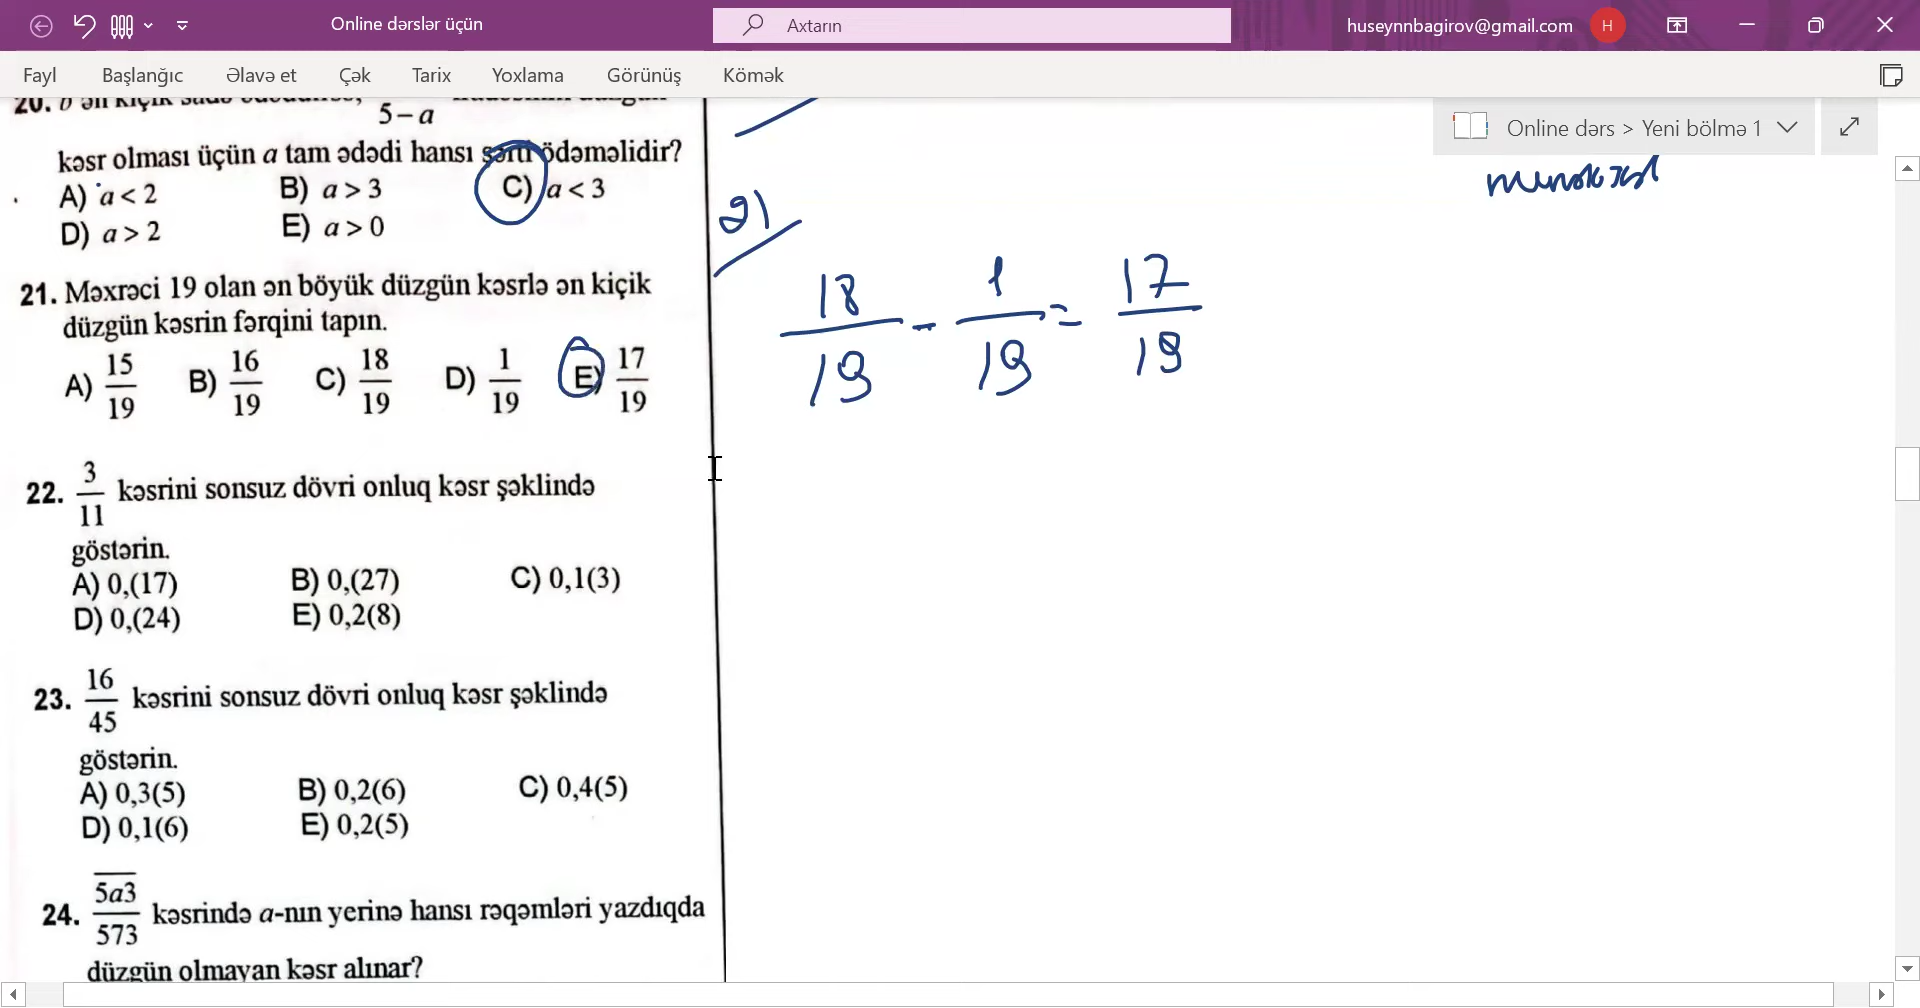 Online dərslər üçün
Axtarın
huseynnbagirov@gmail.com
H
Fayl Başlanğıc Əlavə et Çək Tarix Yoxlama Görünüş Kömək
Online dərs > Yeni bölmə 1
20. b ən kiçik sadə
5 – a
kəsr olması üçün a tam ədədi hansı şərti ödəməlidir?
A) a < 2 B) a > 3 C) a < 3
D) a > 2 E) a > 0
21. Məxrəci 19 olan ən böyük düzgün kəsrlə ən kiçik
düzgün kəsrin fərqini tapın.
A) 15/19 B) 16/19 C) 18/19 D) 1/19 E) 17/19
22. 3/11 kəsrini sonsuz dövri onluq kəsr şəklində
göstərin.
A) 0,(17) B) 0,(27) C) 0,1(3)
D) 0,(24) E) 0,2(8)
23. 16/45 kəsrini sonsuz dövri onluq kəsr şəklində
göstərin.
A) 0,3(5) B) 0,2(6) C) 0,4(5)
D) 0,1(6) E) 0,2(5)
24. 5a3/573 kəsrində a-nın yerinə hansı rəqəmləri yazdıqda
düzgün olmayan kəsr alınar?
21
18/19 - 1/19 = 17/19